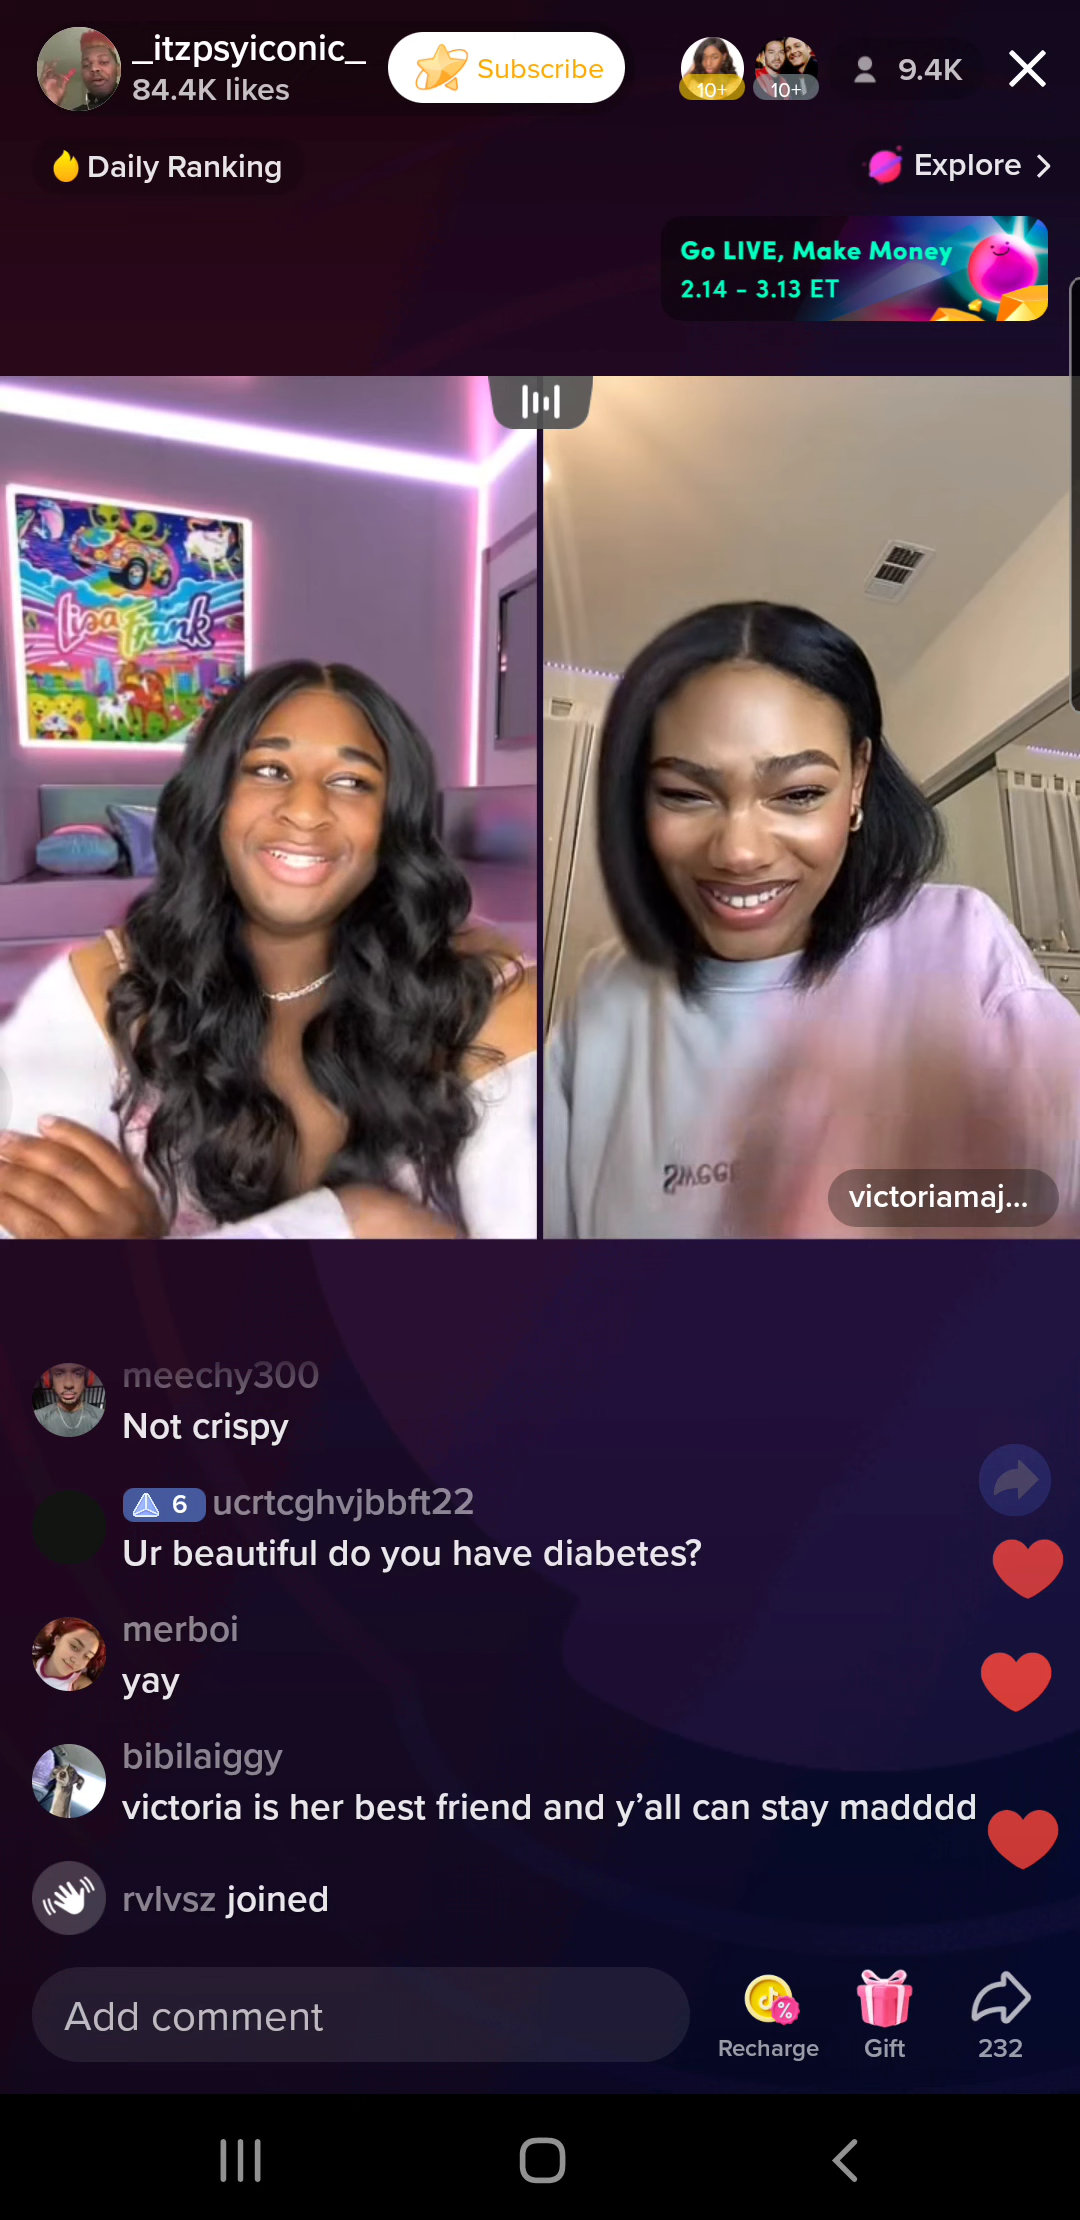 _itzpsyiconic_
84.4K likes
Subscribe
10+
10+
9.4K
Daily Ranking
Explore
Go LIVE, Make Money
2.14 - 3.13 ET
Lisa Frank
Sweet
victoriamaj...
meechy300
Not crispy
6 ucrtcghvjbbft22
Ur beautiful do you have diabetes?
merboi
yay
bibilaiggy
victoria is her best friend and y’all can stay madddd
rvlvsz joined
Add comment
Recharge
Gift
232